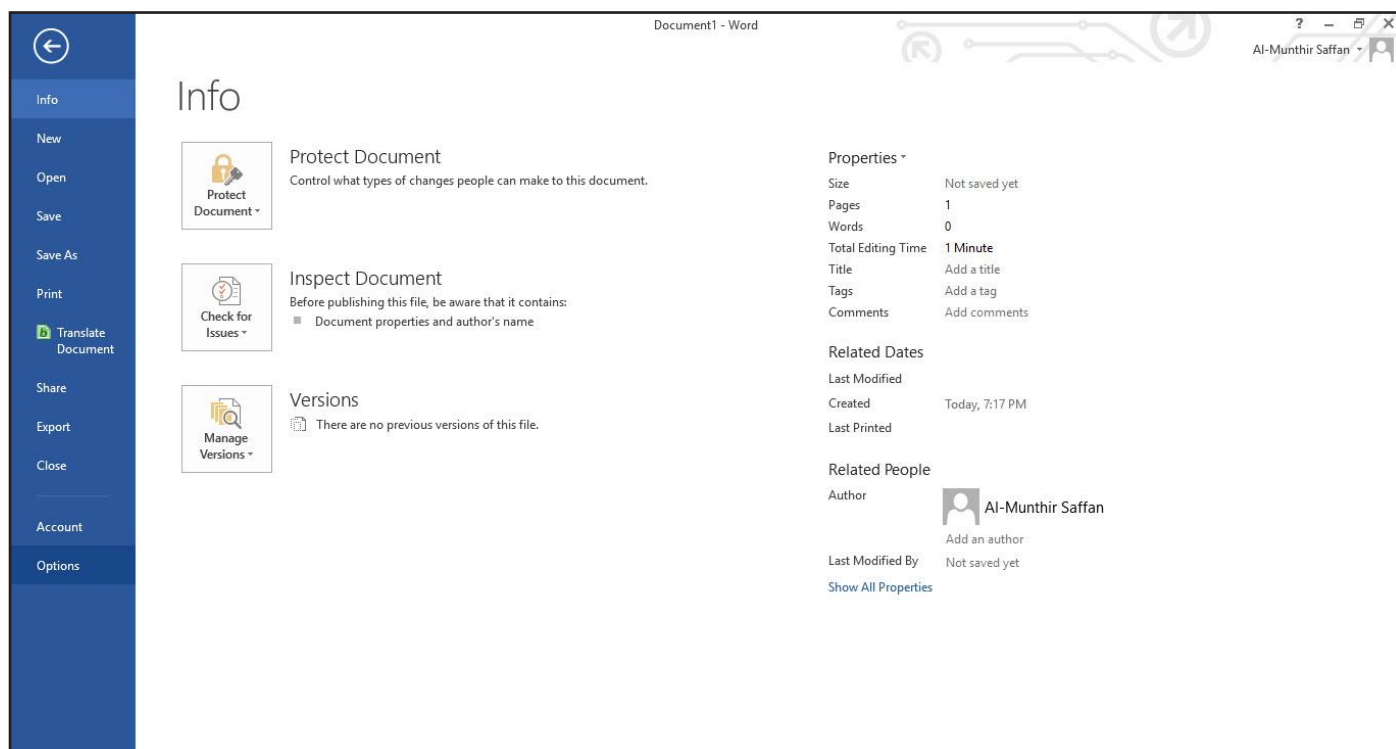 Document1 - Word
?
Al-Munthir Saffan
Info
New
Open
Save
Save As
Print
Translate
Document
Share
Export
Close
Account
Options
Info
Protect
Document
Protect Document
Control what types of changes people can make to this document.
Check for
Issues
Inspect Document
Before publishing this file, be aware that it contains:
Document properties and author's name
Manage
Versions
Versions
There are no previous versions of this file.
Properties
Size Not saved yet
Pages 1
Words 0
Total Editing Time 1 Minute
Title Add a title
Tags Add a tag
Comments Add comments
Related Dates
Last Modified
Created Today, 7:17 PM
Last Printed
Related People
Author Al-Munthir Saffan
Add an author
Last Modified By Not saved yet
Show All Properties